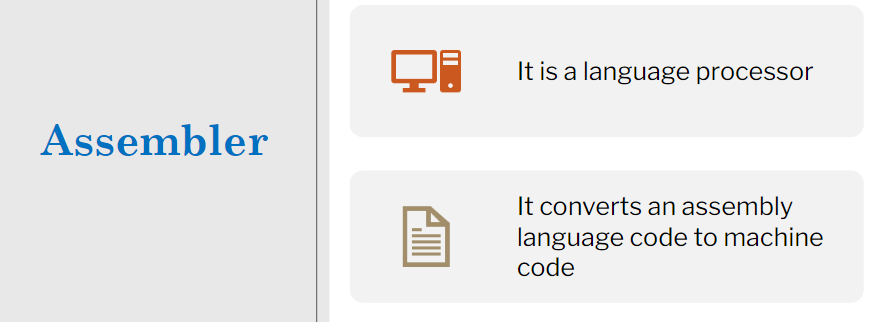 Assembler
It is a language processor
It converts an assembly
language code to machine
code